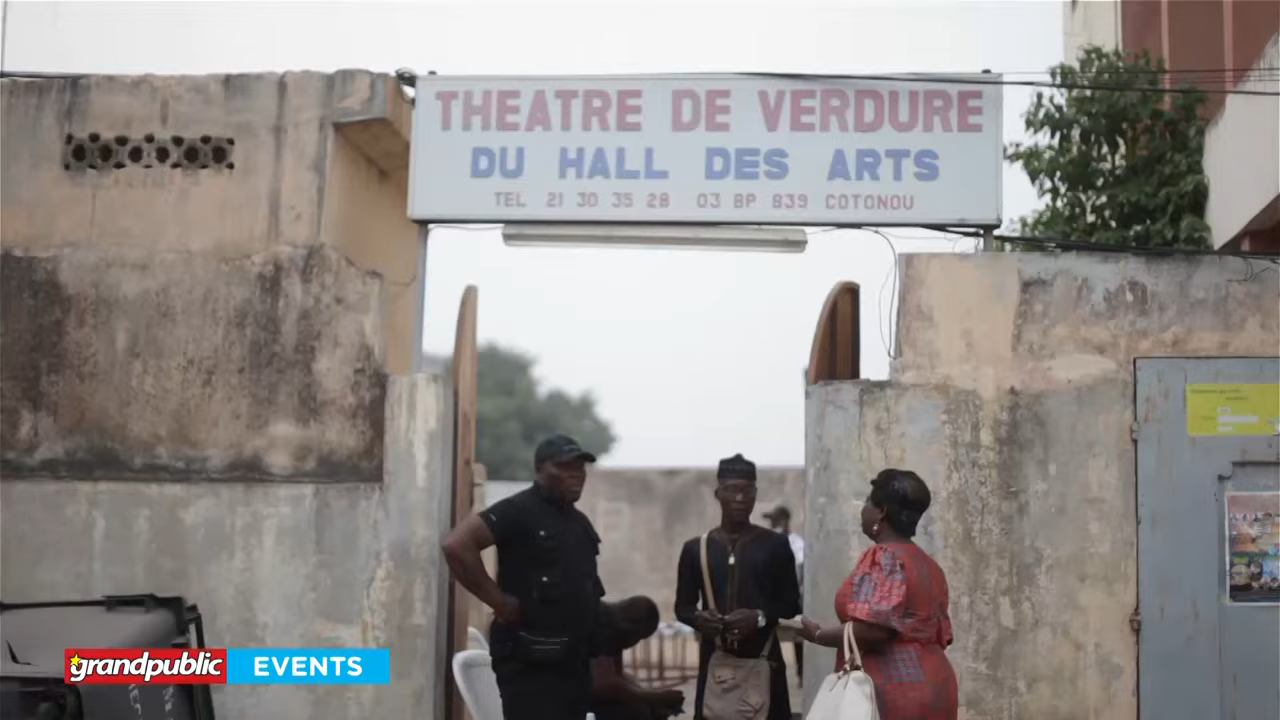 THEATRE DE VERDURE
DU HALL DES ARTS
TEL 21 30 35 28 03 BP 839 COTONOU
grandpublic EVENTS